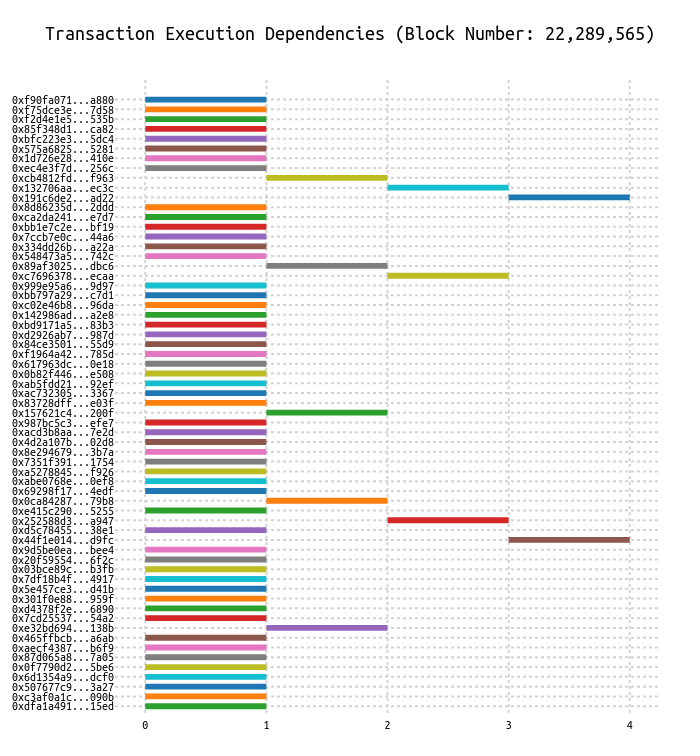 Transaction Execution Dependencies (Block Number: 22,289,565)
0xf90fa071...a880
0xf75dce3e...7d58
0xf2d4e1e5...535b
0x85f348d1...ca82
0xbfc223e3...5dc4
0x575a6825...5281
0x1d726e28...410e
0xec4e3f7d...256c
0xcb4812fd...f963
0x132706aa...ec3c
0x191c6de2...ad22
0x8d86235d...2ddd
0xca2da241...e7d7
0xbb1e7c2e...bf19
0x7ccb7e0c...44a6
0x334dd26b...a22a
0x548473a5...742c
0x89af3025...dbc6
0xc7696378...ecaa
0x999e95a6...9d97
0xbb797a29...c7d1
0xc02e46b8...96da
0x142986ad...a2e8
0xbd9171a5...83b3
0xd2926ab7...987d
0x84ce3501...55d9
0xf1964a42...785d
0x617963dc...0e18
0x0b82f446...e508
0xab5fdd21...92ef
0xac732305...3367
0x83728dff...e03f
0x157621c4...200f
0x987bc5c3...efe7
0xacd3b8aa...7e2d
0x4d2a107b...02d8
0x8e294679...3b7a
0x7351f391...1754
0xa5278845...f926
0xabe0768e...0ef8
0x69298f17...4edf
0x0ca84287...79b8
0xe415c290...5255
0x252588d3...a947
0xd5c78455...38e1
0x44f1e014...d9fc
0x9d5be0ea...bee4
0x20f59554...6f2c
0x03bce89c...b3fb
0x7df18b4f...4917
0x5e457ce3...d41b
0x301f0e88...959f
0xd4378f2e...6890
0x7cd25537...54a2
0xe32bd694...138b
0x465ffbcb...a6ab
0xaecf4387...b6f9
0x87d065a8...7a05
0x0f7790d2...5be6
0x6d1354a9...dcf0
0x507677c9...3a27
0xc3af0a1c...090b
0xdfa1a491...15ed
0 1 2 3 4